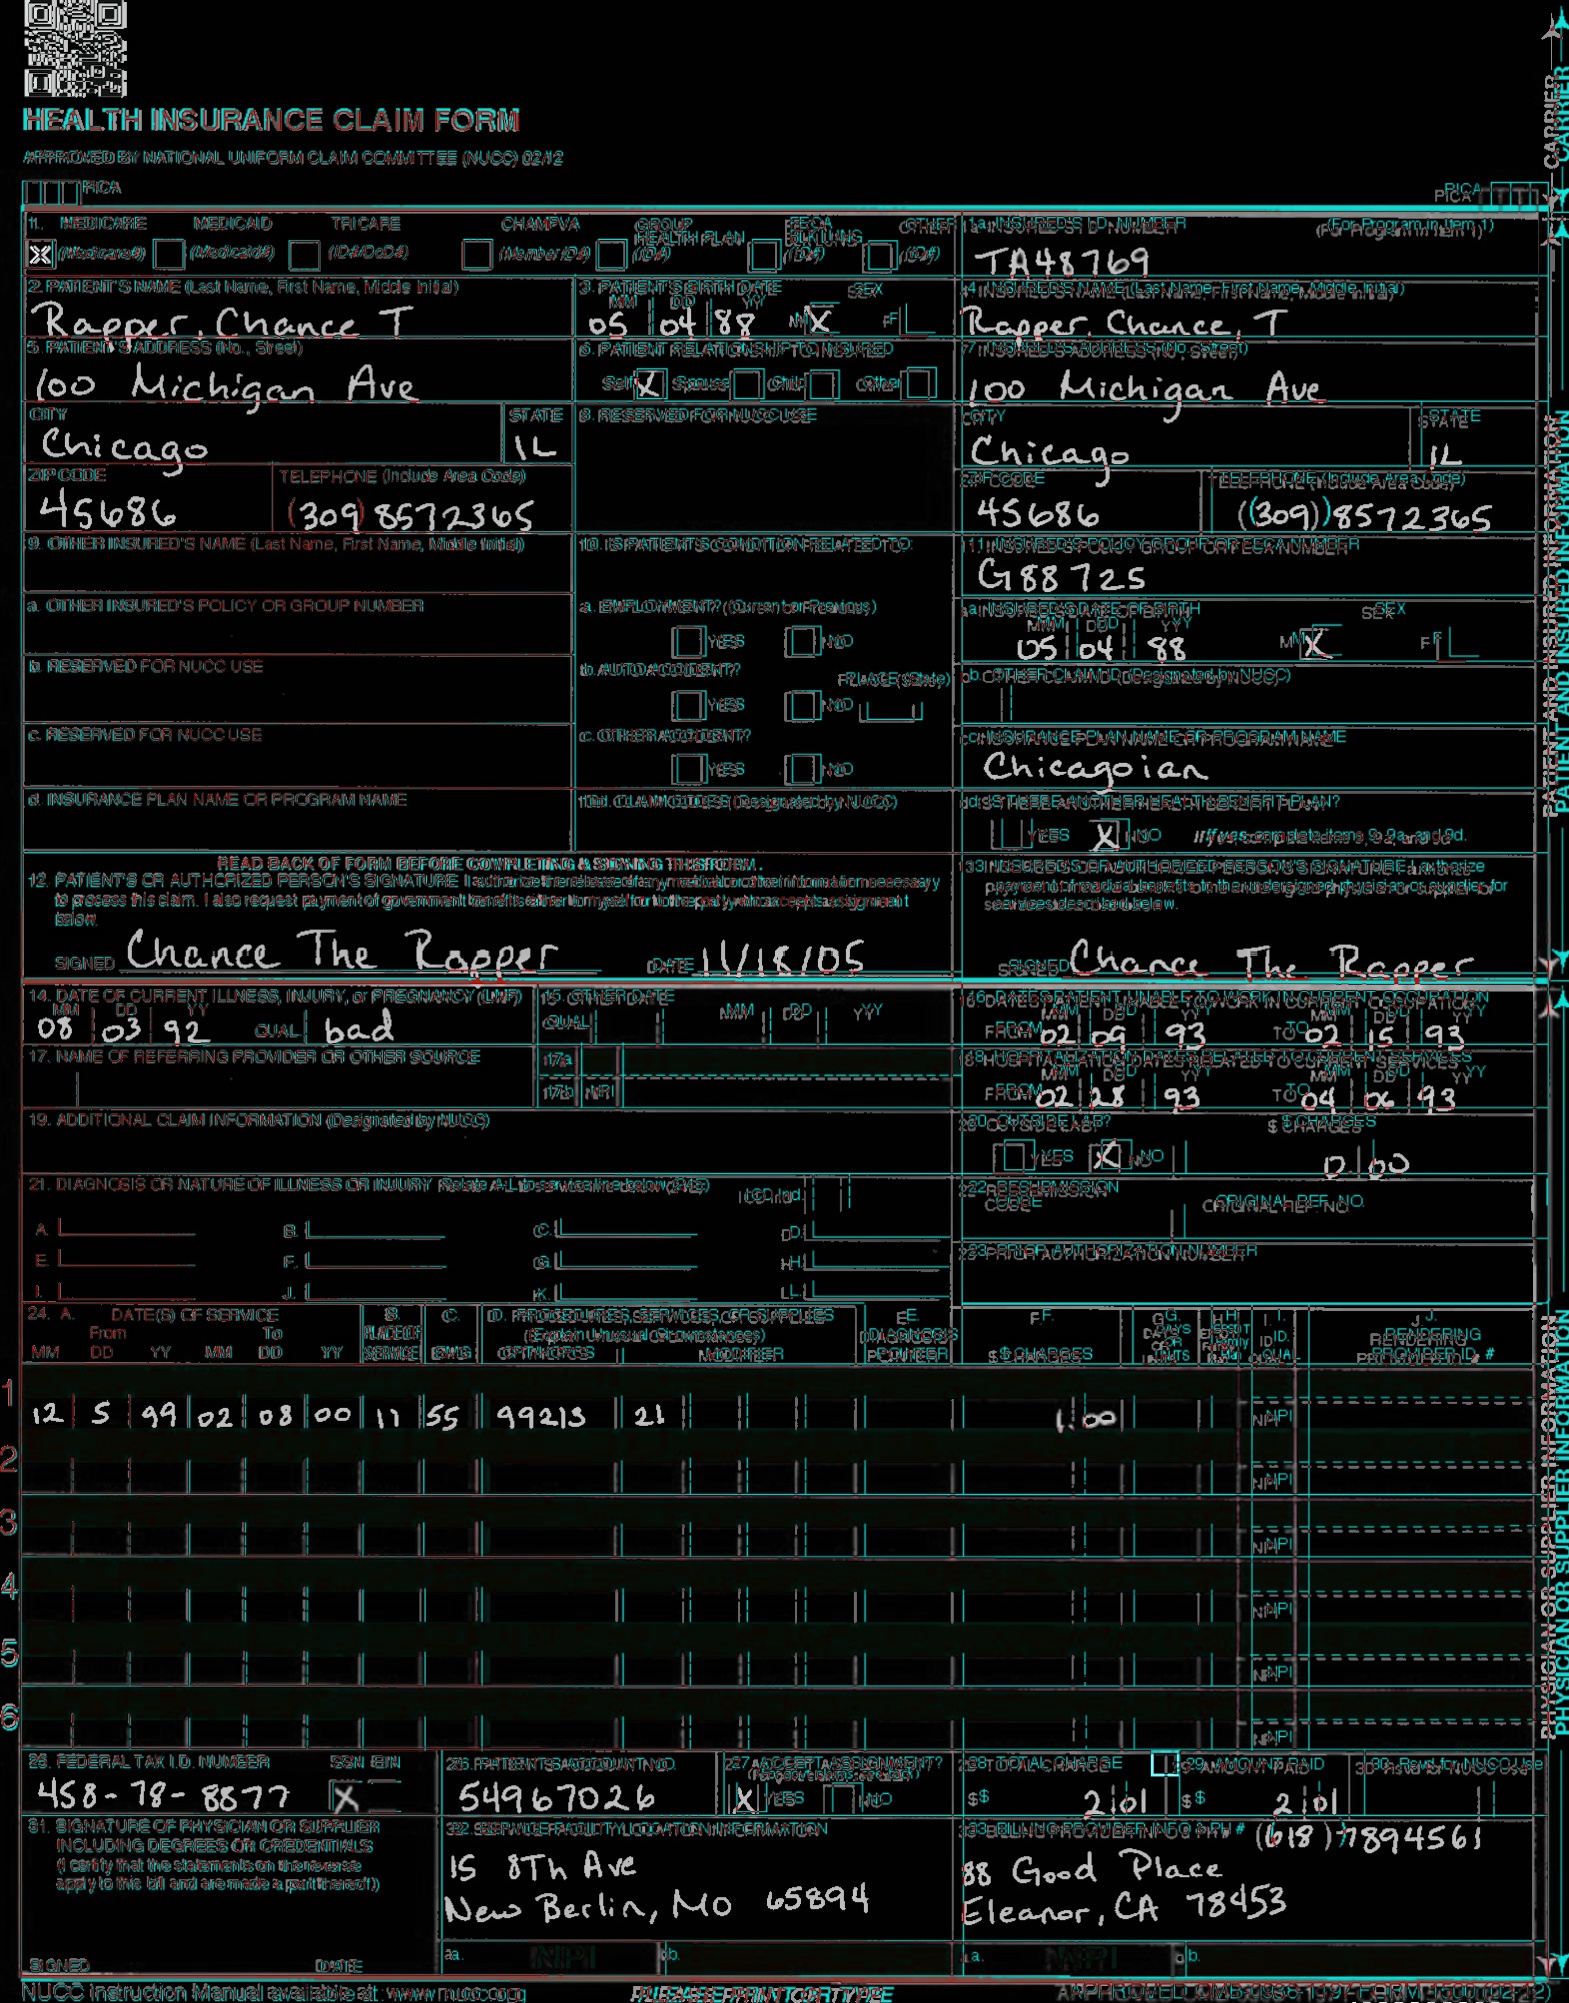 HEALTH INSURANCE CLAIM FORM
APPROVED BY NATIONAL UNIFORM CLAIM COMMITTEE (NUCC) 02/12
PICA
PICA
CARRIER
1. MEDICARE MEDICAID TRICARE CHAMPVA GROUP HEALTH PLAN FECA BLK LUNG OTHER
X (Medicare#) (Medicaid#) (ID#/DoD#) (Member ID#) (ID#) (ID#) (ID#)
1a. INSURED'S I.D. NUMBER (For Program in Item 1)
TA48769
2. PATIENT'S NAME (Last Name, First Name, Middle Initial)
Rapper, Chance T
3. PATIENT'S BIRTH DATE SEX
MM DD YY
05 04 88 M X F
4. INSURED'S NAME (Last Name, First Name, Middle Initial)
Rapper, Chance, T
5. PATIENT'S ADDRESS (No., Street)
100 Michigan Ave
6. PATIENT RELATIONSHIP TO INSURED
Self X Spouse Child Other
7. INSURED'S ADDRESS (No., Street)
100 Michigan Ave
CITY STATE
Chicago IL
8. RESERVED FOR NUCC USE
CITY STATE
Chicago IL
ZIP CODE TELEPHONE (Include Area Code)
45686 (309) 8572365
ZIP CODE TELEPHONE (Include Area Code)
45686 (309) 8572365
9. OTHER INSURED'S NAME (Last Name, First Name, Middle Initial)
10. IS PATIENT'S CONDITION RELATED TO:
11. INSURED'S POLICY GROUP OR FECA NUMBER
G88725
a. OTHER INSURED'S POLICY OR GROUP NUMBER
a. EMPLOYMENT? (Current or Previous)
YES NO
a. INSURED'S DATE OF BIRTH SEX
MM DD YY
05 04 88 M X F
b. RESERVED FOR NUCC USE
b. AUTO ACCIDENT? PLACE (State)
YES NO
b. OTHER CLAIM ID (Designated by NUCC)
c. RESERVED FOR NUCC USE
c. OTHER ACCIDENT?
YES NO
c. INSURANCE PLAN NAME OR PROGRAM NAME
Chicagoian
d. INSURANCE PLAN NAME OR PROGRAM NAME
10d. CLAIM CODES (Designated by NUCC)
d. IS THERE ANOTHER HEALTH BENEFIT PLAN?
YES X NO If yes, complete items 9, 9a, and 9d.
PATIENT AND INSURED INFORMATION
READ BACK OF FORM BEFORE COMPLETING & SIGNING THIS FORM.
12. PATIENT'S OR AUTHORIZED PERSON'S SIGNATURE I authorize the release of any medical or other information necessary
to process this claim. I also request payment of government benefits either to myself or to the party who accepts assignment
below.
SIGNED Chance The Rapper DATE 11/18/05
13. INSURED'S OR AUTHORIZED PERSON'S SIGNATURE I authorize
payment of medical benefits to the undersigned physician or supplier for
services described below.
SIGNED Chance The Rapper
14. DATE OF CURRENT ILLNESS, INJURY, or PREGNANCY (LMP)
MM DD YY
08 03 92 QUAL. bad
15. OTHER DATE
QUAL. MM DD YY
16. DATES PATIENT UNABLE TO WORK IN CURRENT OCCUPATION
MM DD YY MM DD YY
FROM 02 09 93 TO 02 15 93
17. NAME OF REFERRING PROVIDER OR OTHER SOURCE
17a.
17b. NPI
18. HOSPITALIZATION DATES RELATED TO CURRENT SERVICES
MM DD YY MM DD YY
FROM 02 28 93 TO 04 06 93
19. ADDITIONAL CLAIM INFORMATION (Designated by NUCC)
20. OUTSIDE LAB? $ CHARGES
YES X NO 12 00
21. DIAGNOSIS OR NATURE OF ILLNESS OR INJURY Relate A-L to service line below (24E) ICD Ind.
A. B. C. D.
E. F. G. H.
I. J. K. L.
22. RESUBMISSION CODE ORIGINAL REF. NO.
23. PRIOR AUTHORIZATION NUMBER
24. A. DATE(S) OF SERVICE B. C. D. PROCEDURES, SERVICES, OR SUPPLIES E. F. G. H. I. J.
From To PLACE OF (Explain Unusual Circumstances) DIAGNOSIS DAYS OR UNITS EPSDT Family Plan ID. RENDERING
MM DD YY MM DD YY SERVICE EMG CPT/HCPCS MODIFIER POINTER $ CHARGES QUAL. PROVIDER ID. #
1 12 5 99 02 08 00 11 55 99213 21 1 00 NPI
2 NPI
3 NPI
4 NPI
5 NPI
6 NPI
PHYSICIAN OR SUPPLIER INFORMATION
25. FEDERAL TAX I.D. NUMBER SSN EIN
458-78-8877 X
26. PATIENT'S ACCOUNT NO.
54967026
27. ACCEPT ASSIGNMENT?
X YES NO
28. TOTAL CHARGE
$ 2 01
29. AMOUNT PAID
$ 2 01
30. Rsvd for NUCC Use
31. SIGNATURE OF PHYSICIAN OR SUPPLIER
INCLUDING DEGREES OR CREDENTIALS
(I certify that the statements on the reverse
apply to this bill and are made a part thereof.)
SIGNED DATE
32. SERVICE FACILITY LOCATION INFORMATION
15 8Th Ave
New Berlin, MO 65894
a. NPI b.
33. BILLING PROVIDER INFO & PH # (618) 7894561
88 Good Place
Eleanor, CA 78453
a. NPI b.
NUCC Instruction Manual available at: www.nucc.org
PLEASE PRINT OR TYPE